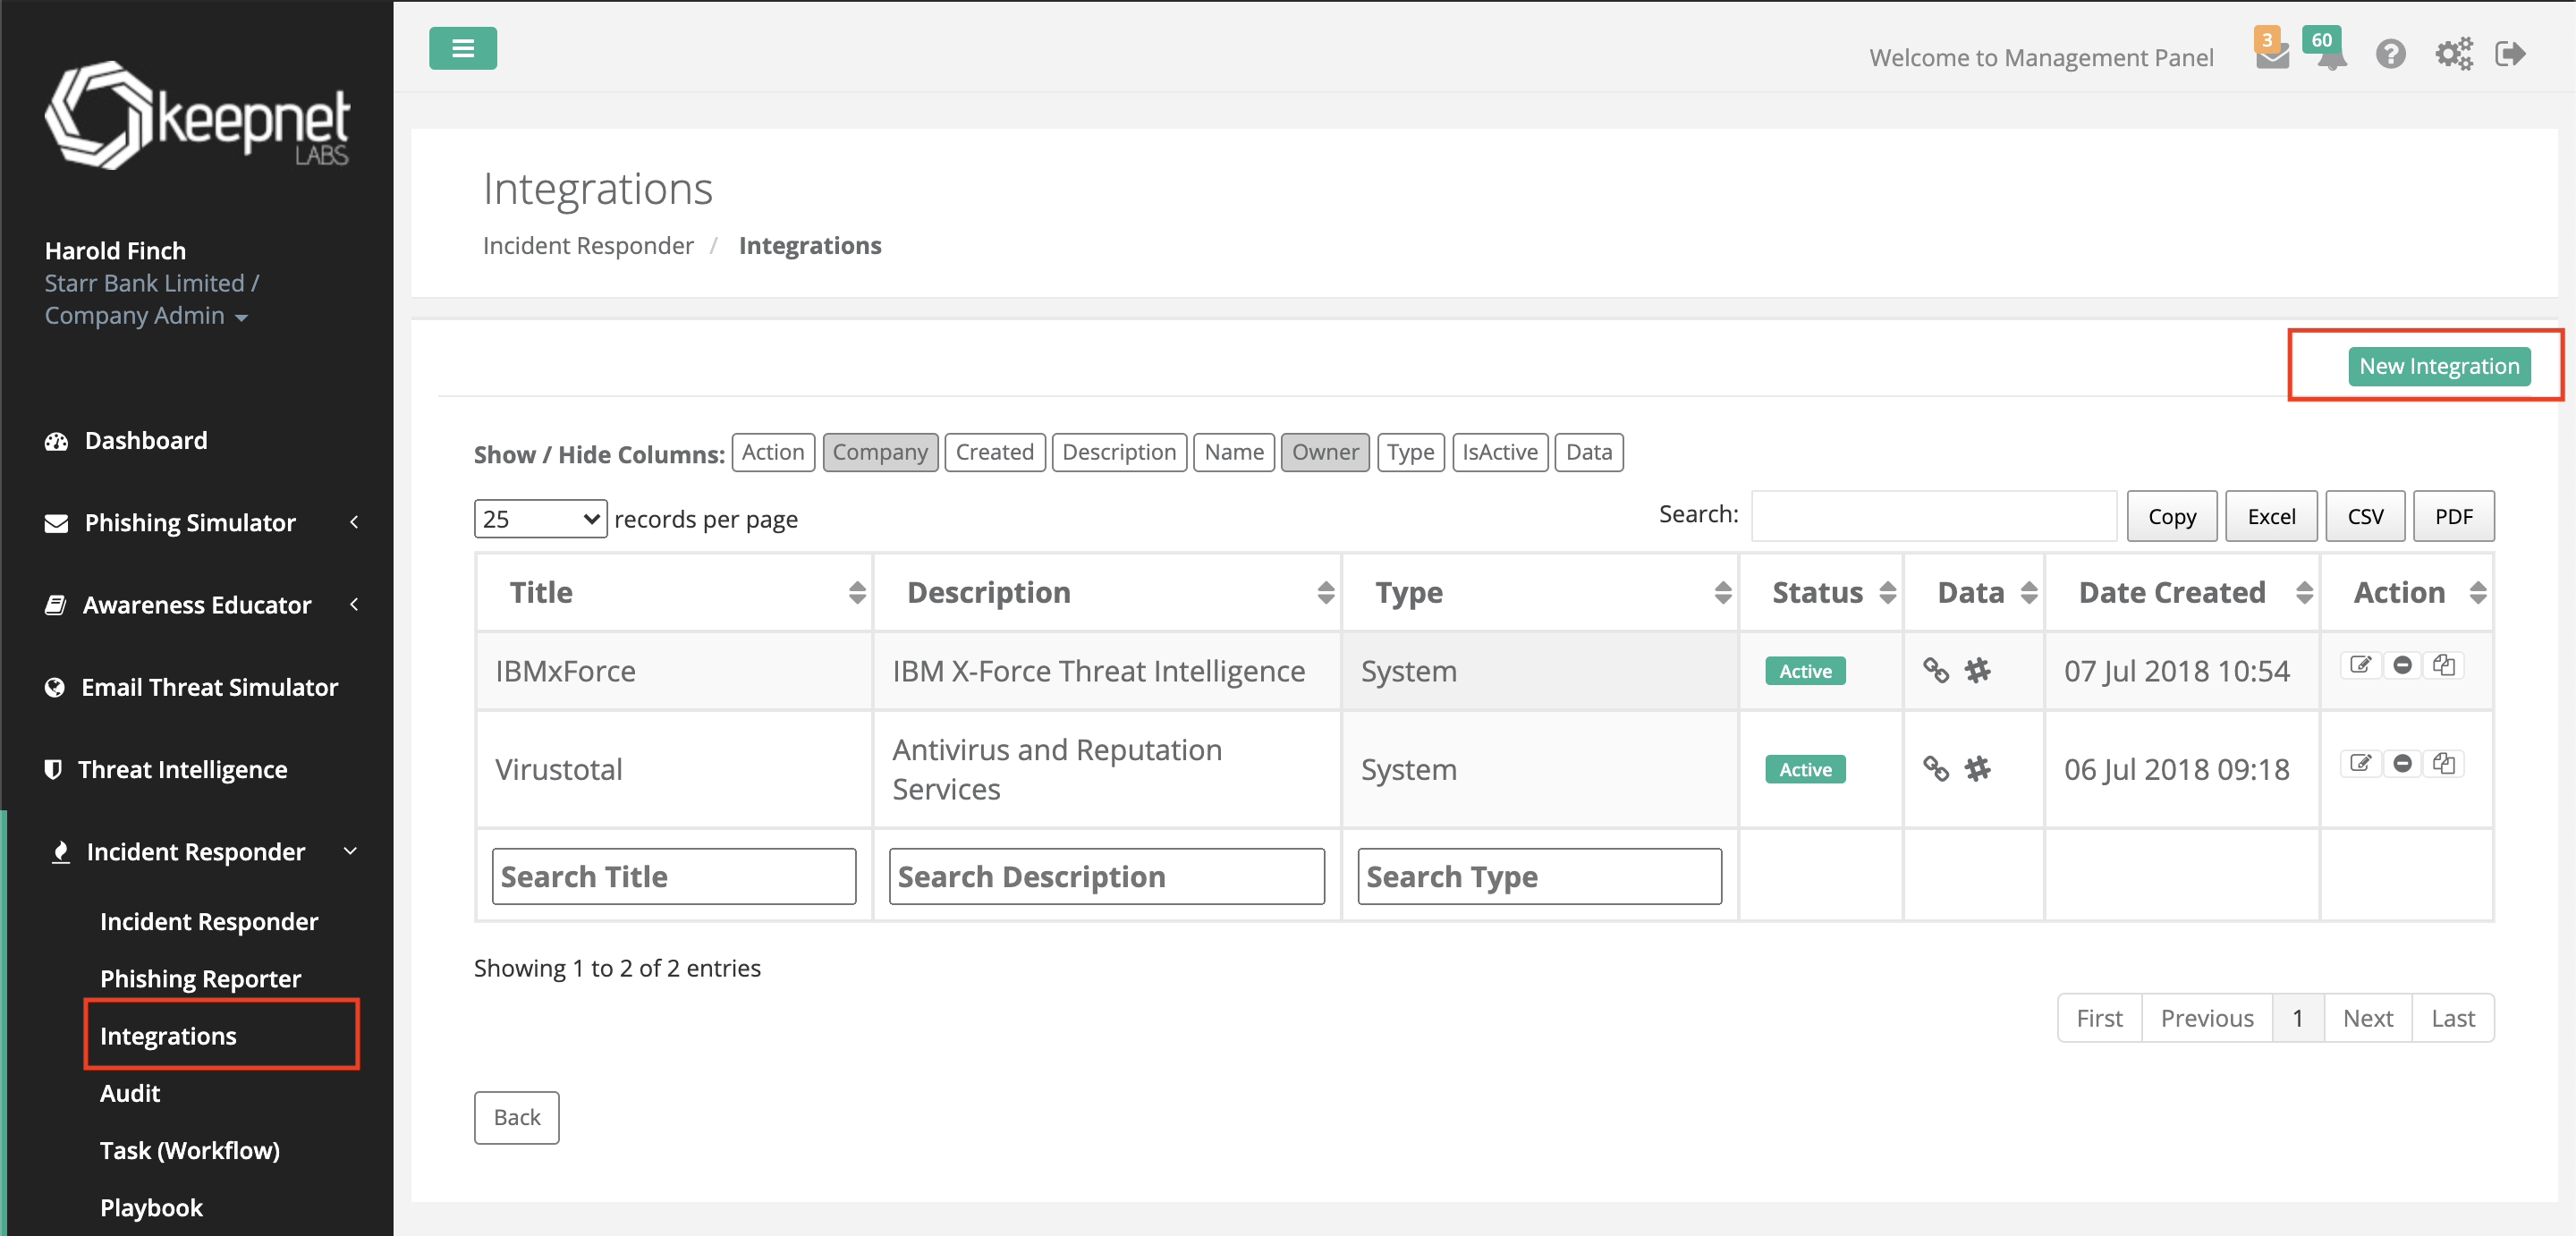 keepnet
LABS
Harold Finch
Starr Bank Limited /
Company Admin
Dashboard
Phishing Simulator
Awareness Educator
Email Threat Simulator
Threat Intelligence
Incident Responder
Incident Responder
Phishing Reporter
Integrations
Audit
Task (Workflow)
Playbook
Welcome to Management Panel
3
60
Integrations
Incident Responder / Integrations
New Integration
Show / Hide Columns: Action Company Created Description Name Owner Type IsActive Data
25 records per page
Search: Copy Excel CSV PDF
Title Description Type Status Data Date Created Action
IBMxForce IBM X-Force Threat Intelligence System Active 07 Jul 2018 10:54
Virustotal Antivirus and Reputation Services System Active 06 Jul 2018 09:18
Search Title Search Description Search Type
Showing 1 to 2 of 2 entries
First Previous 1 Next Last
Back